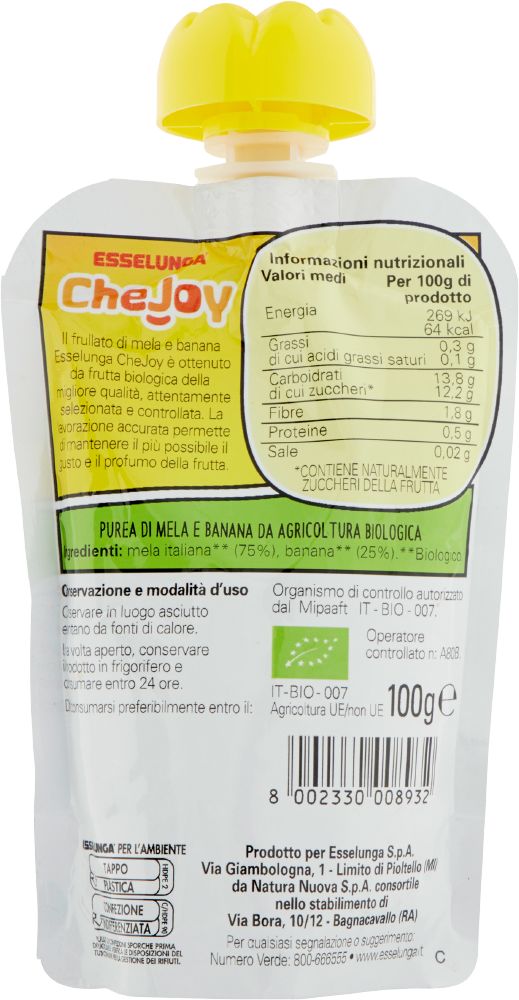 ESSELUNGA
CheJoy
Il frullato di mela e banana
Esselunga CheJoy è ottenuto
da frutta biologica della
migliore qualità, attentamente
selezionata e controllata. La
lavorazione accurata permette
di mantenere il più possibile il
gusto e il profumo della frutta.
Informazioni nutrizionali
Valori medi Per 100g di
prodotto
Energia 269 kJ
64 kcal
Grassi 0,3 g
di cui acidi grassi saturi 0,1 g
Carboidrati 13,8 g
di cui zuccheri* 12,2 g
Fibre 1,8 g
Proteine 0,5 g
Sale 0,02 g
*CONTIENE NATURALMENTE
ZUCCHERI DELLA FRUTTA
PUREA DI MELA E BANANA DA AGRICOLTURA BIOLOGICA
Ingredienti: mela italiana** (75%), banana** (25%). **Biologico
Conservazione e modalità d'uso
Conservare in luogo asciutto
lontano da fonti di calore.
Una volta aperto, conservare
il prodotto in frigorifero e
consumare entro 24 ore.
Da consumarsi preferibilmente entro il:
Organismo di controllo autorizzato
dal Mipaaft IT-BIO-007.
Operatore
controllato n: A80B.
IT-BIO-007
Agricoltura UE/non UE
100g e
8 002330 008932
ESSELUNGA PER L'AMBIENTE
TAPPO
PLASTICA
HDPE 2
CONFEZIONE
INDIFFERENZIATA
C/HDPE 90
Prodotto per Esselunga S.p.A.
Via Giambologna, 1 - Limito di Pioltello (MI)
da Natura Nuova S.p.A. consortile
nello stabilimento di
Via Bora, 10/12 - Bagnacavallo (RA)
Per qualsiasi segnalazione o suggerimento:
Numero Verde: 800-666555 • www.esselunga.it
C